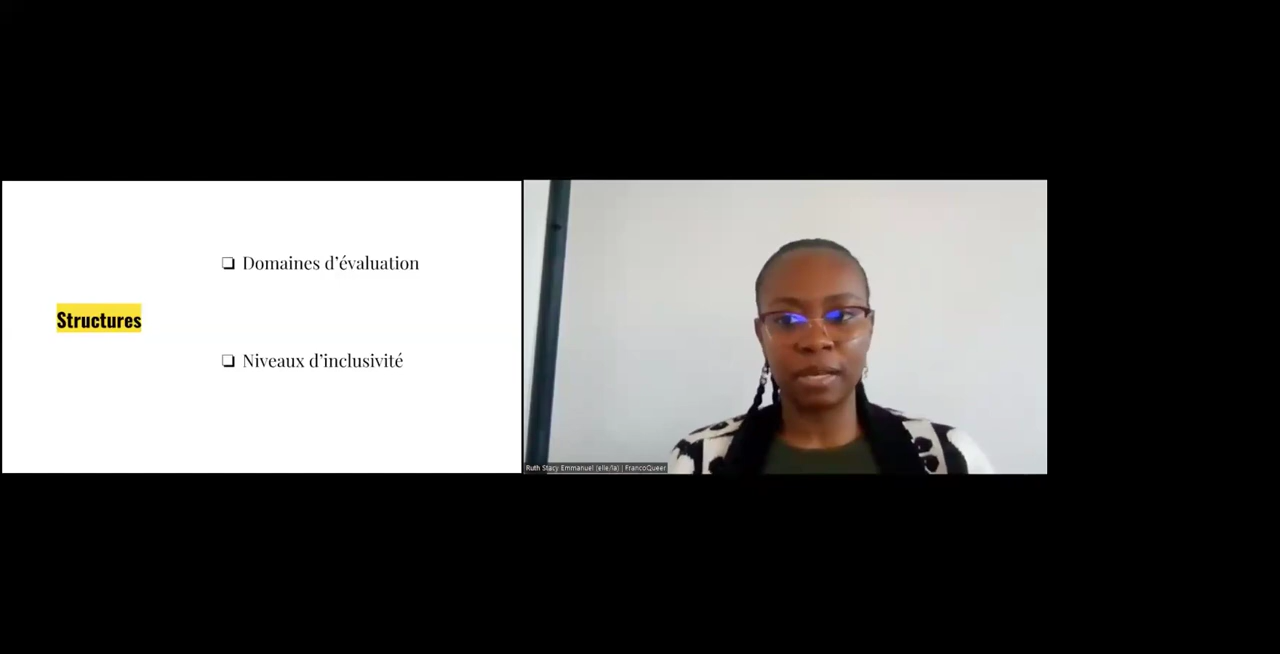 Domaines d'évaluation
Structures
Niveaux d'inclusivité
Ruth Stacy Emmanuel (elle/la) | FrancoQueer